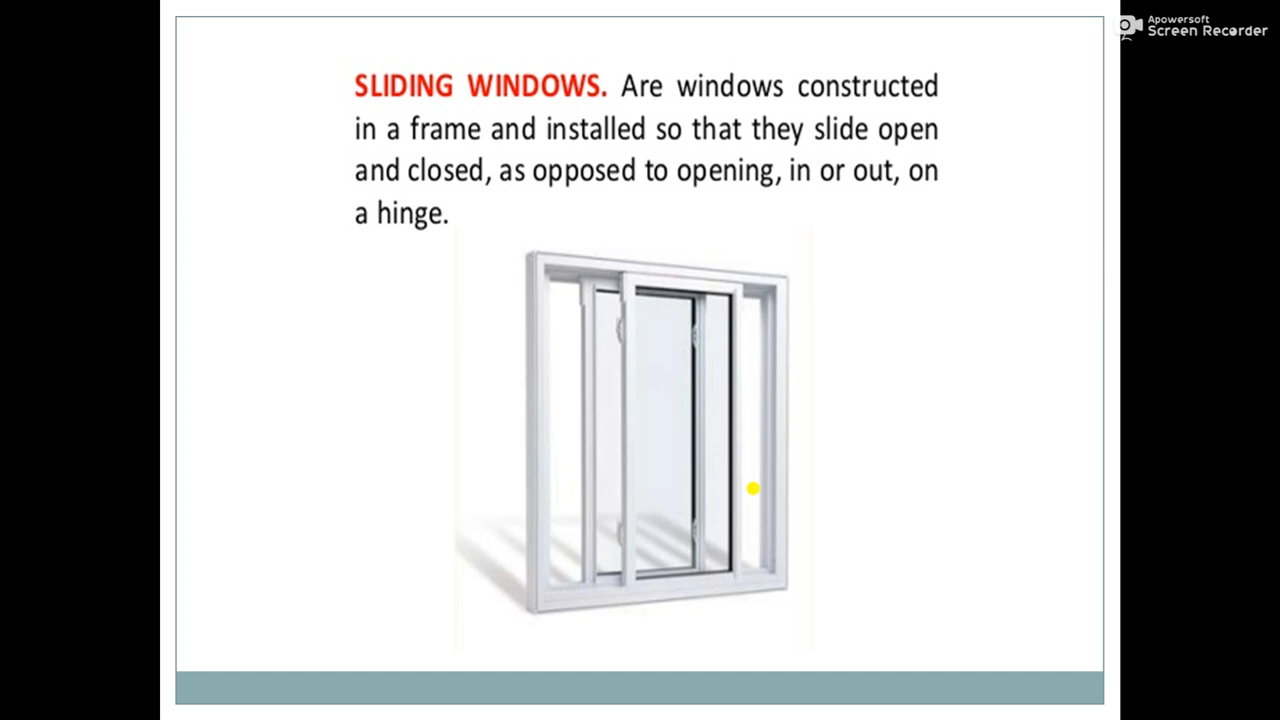 Apowersoft
Screen Recorder
SLIDING WINDOWS. Are windows constructed
in a frame and installed so that they slide open
and closed, as opposed to opening, in or out, on
a hinge.